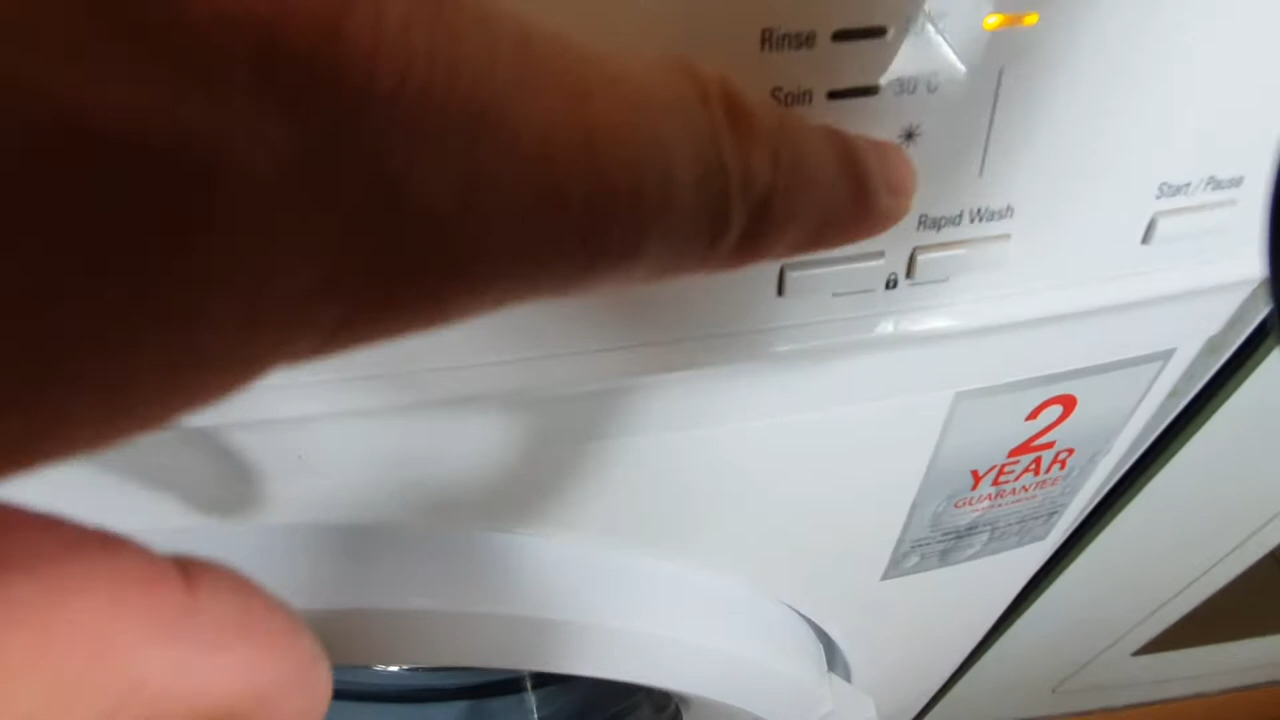 Rinse
Spin
30°C
Rapid Wash
Start / Pause
2
YEAR
GUARANTEE